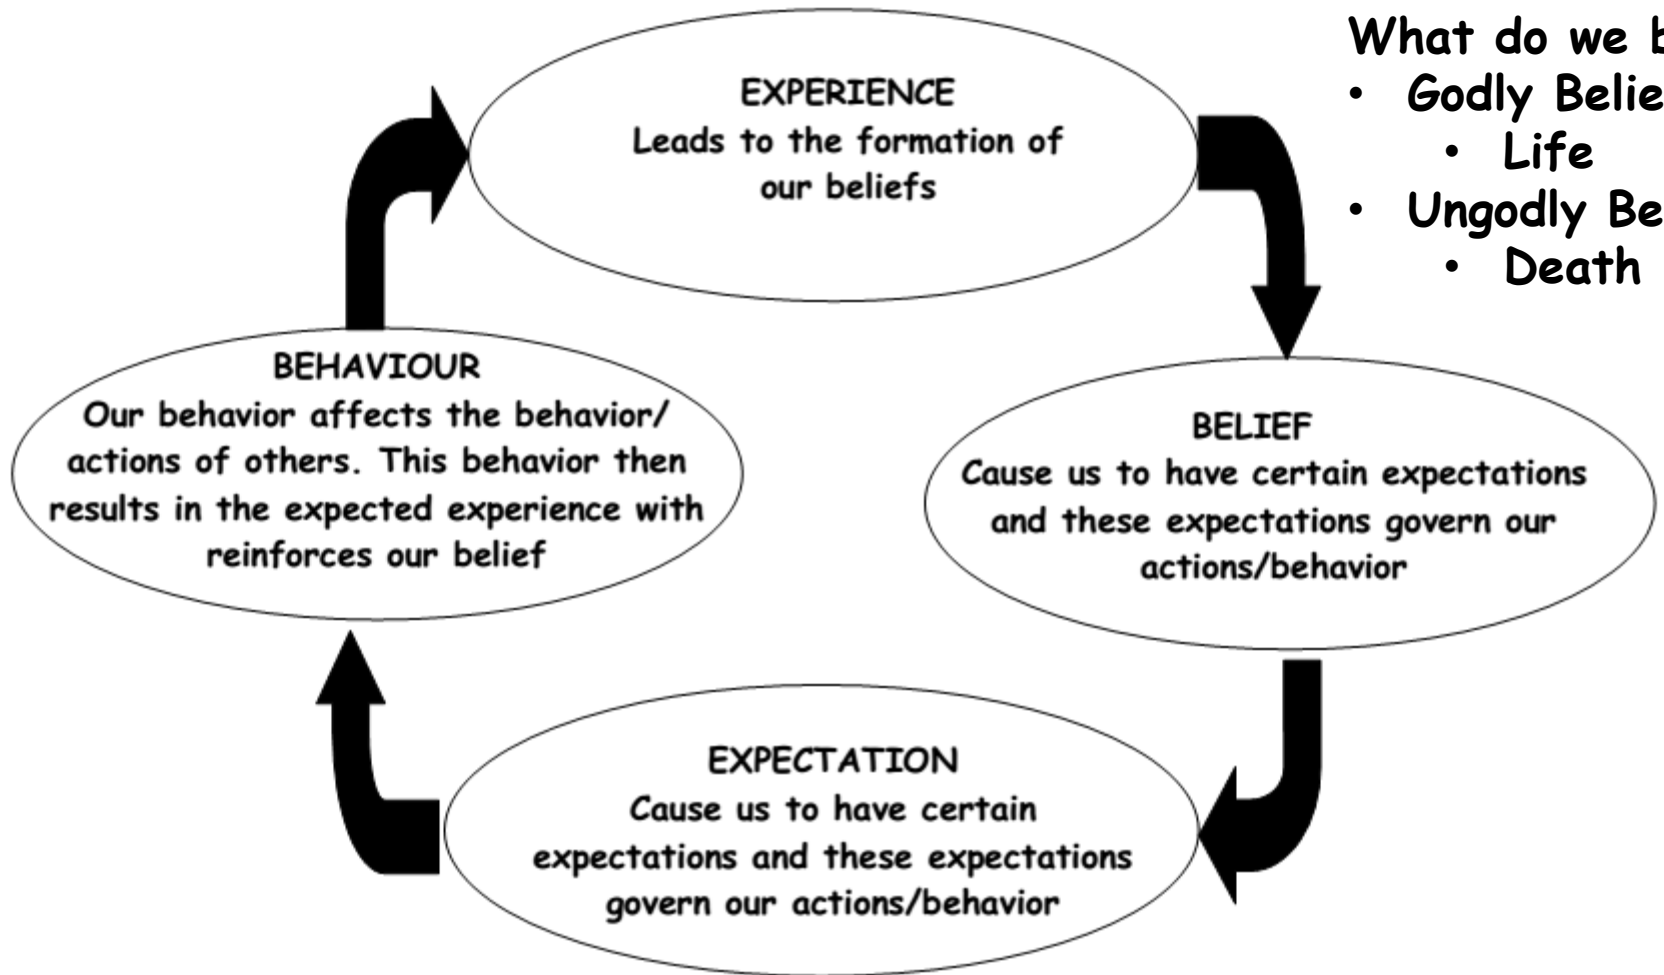 EXPERIENCE
Leads to the formation of
our beliefs
What do we b
• Godly Belie
• Life
• Ungodly Be
• Death
BELIEF
Cause us to have certain expectations
and these expectations govern our
actions/behavior
EXPECTATION
Cause us to have certain
expectations and these expectations
govern our actions/behavior
BEHAVIOUR
Our behavior affects the behavior/
actions of others. This behavior then
results in the expected experience with
reinforces our belief